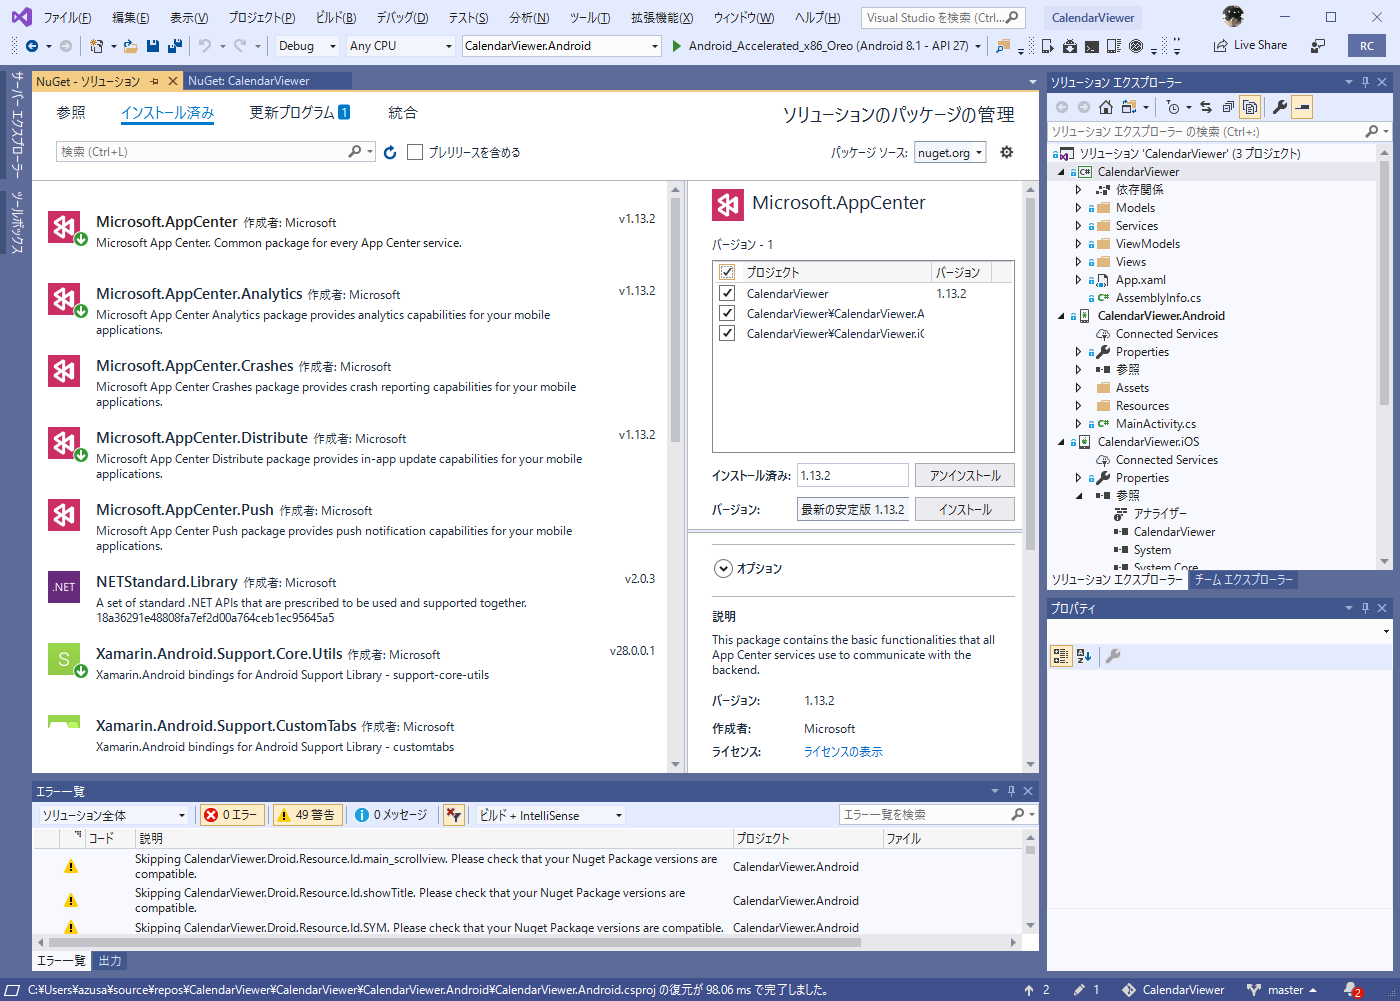 ファイル(F) 編集(E) 表示(V) プロジェクト(P) ビルド(B) デバッグ(D) テスト(S) 分析(N) ツール(T) 拡張機能(X) ウィンドウ(W) ヘルプ(H) Visual Studio を検索 (Ctrl... CalendarViewer
Debug Any CPU CalendarViewer.Android Android_Accelerated_x86_Oreo (Android 8.1 - API 27) Live Share RC
サーバー エクスプローラー
ツールボックス
NuGet - ソリューション NuGet: CalendarViewer
参照 インストール済み 更新プログラム 1 統合
ソリューションのパッケージの管理
検索 (Ctrl+L) プレリリースを含める
パッケージ ソース: nuget.org
Microsoft.AppCenter 作成者: Microsoft v1.13.2
Microsoft App Center. Common package for every App Center service.
Microsoft.AppCenter.Analytics 作成者: Microsoft v1.13.2
Microsoft App Center Analytics package provides analytics capabilities for your mobile
applications.
Microsoft.AppCenter.Crashes 作成者: Microsoft
Microsoft App Center Crashes package provides crash reporting capabilities for your mobile
applications.
Microsoft.AppCenter.Distribute 作成者: Microsoft v1.13.2
Microsoft App Center Distribute package provides in-app update capabilities for your mobile
applications.
Microsoft.AppCenter.Push 作成者: Microsoft
Microsoft App Center Push package provides push notification capabilities for your mobile
applications.
.NET
NETStandard.Library 作成者: Microsoft v2.0.3
A set of standard .NET APIs that are prescribed to be used and supported together.
18a36291e48808fa7ef2d00a764ceb1ec95645a5
S
Xamarin.Android.Support.Core.Utils 作成者: Microsoft v28.0.0.1
Xamarin.Android bindings for Android Support Library - support-core-utils
Xamarin.Android.Support.CustomTabs 作成者: Microsoft
Xamarin.Android bindings for Android Support Library - customtabs
Microsoft.AppCenter
バージョン - 1
プロジェクト バージョン
CalendarViewer 1.13.2
CalendarViewer¥CalendarViewer.A
CalendarViewer¥CalendarViewer.iC
インストール済み: 1.13.2 アンインストール
バージョン: 最新の安定版 1.13.2 インストール
オプション
説明
This package contains the basic functionalities that all
App Center services use to communicate with the
backend.
バージョン: 1.13.2
作成者: Microsoft
ライセンス: ライセンスの表示
ソリューション エクスプローラー
ソリューション エクスプローラー の検索 (Ctrl+:)
ソリューション 'CalendarViewer' (3 プロジェクト)
C# CalendarViewer
依存関係
Models
Services
ViewModels
Views
App.xaml
C# AssemblyInfo.cs
CalendarViewer.Android
Connected Services
Properties
参照
Assets
Resources
C# MainActivity.cs
CalendarViewer.iOS
Connected Services
Properties
参照
アナライザー
CalendarViewer
System
System.Core
ソリューション エクスプローラー チーム エクスプローラー
プロパティ
エラー一覧
ソリューション全体 0 エラー 49 警告 0 メッセージ ビルド + IntelliSense エラー一覧を検索
コード 説明 プロジェクト ファイル
Skipping CalendarViewer.Droid.Resource.Id.main_scrollview. Please check that your Nuget Package versions are
compatible. CalendarViewer.Android
Skipping CalendarViewer.Droid.Resource.Id.showTitle. Please check that your Nuget Package versions are
compatible. CalendarViewer.Android
Skipping CalendarViewer.Droid.Resource.Id.SYM. Please check that your Nuget Package versions are compatible. CalendarViewer.Android
エラー一覧 出力
C:¥Users¥azusa¥source¥repos¥CalendarViewer¥CalendarViewer¥CalendarViewer.Android¥CalendarViewer.Android.csproj の復元が 98.06 ms で完了しました。 2 1 CalendarViewer master 2